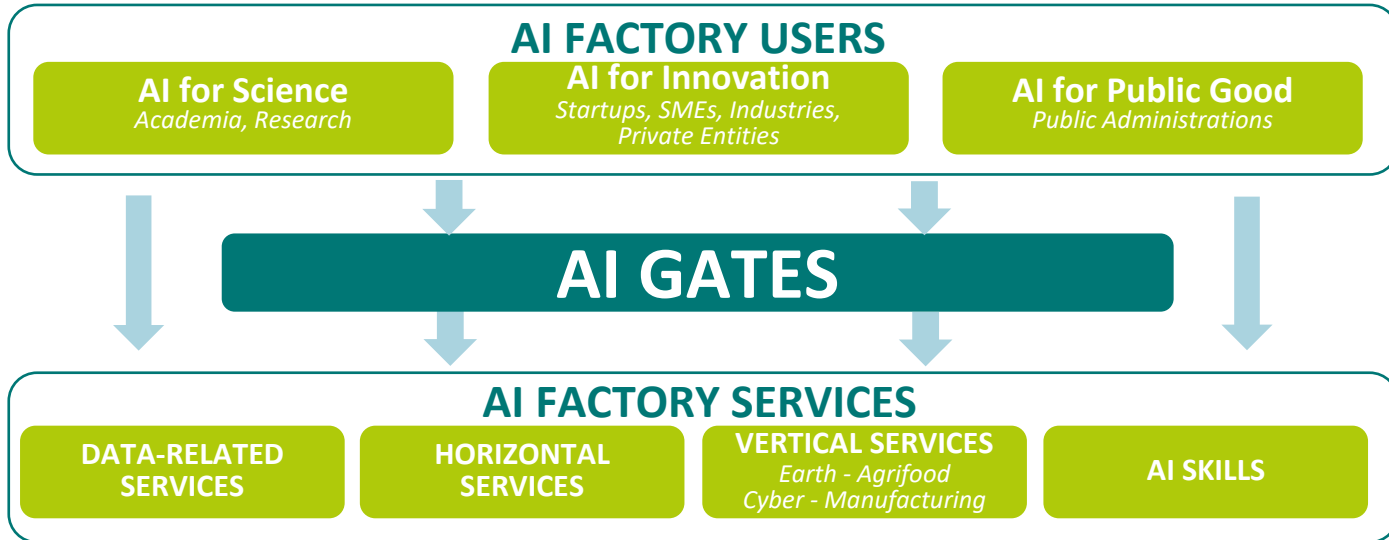 AI FACTORY USERS
AI for Science
Academia, Research
AI for Innovation
Startups, SMEs, Industries,
Private Entities
AI for Public Good
Public Administrations
AI GATES
AI FACTORY SERVICES
DATA-RELATED
SERVICES
HORIZONTAL
SERVICES
VERTICAL SERVICES
Earth - Agrifood
Cyber - Manufacturing
AI SKILLS